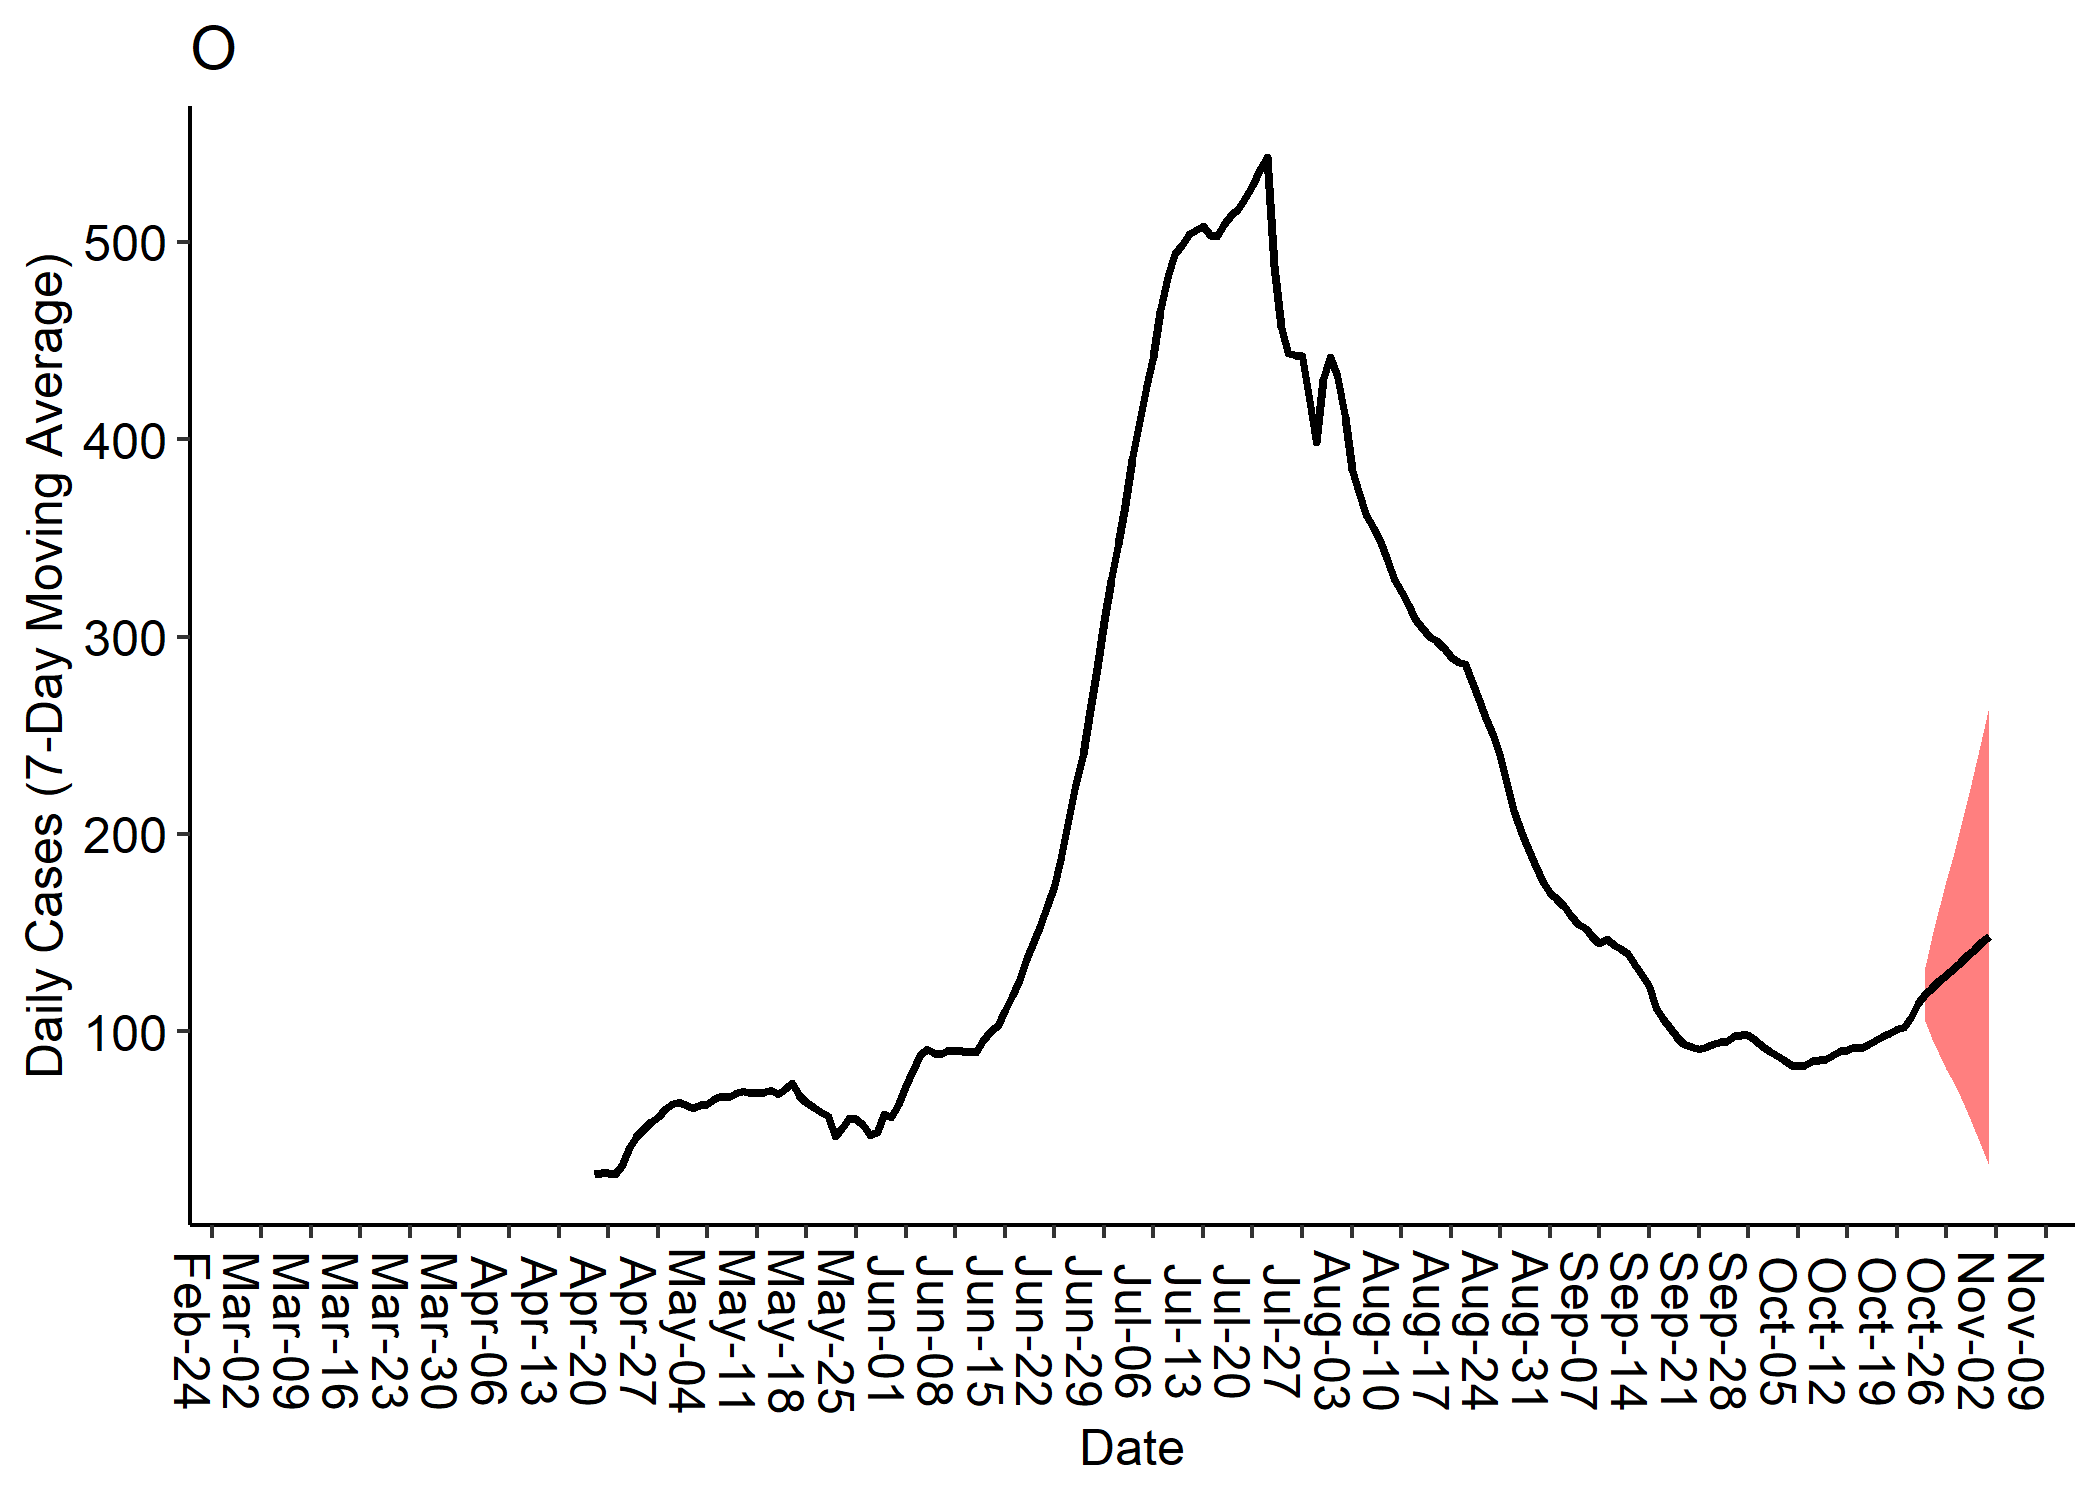 O
Daily Cases (7-Day Moving Average)
500
400
300
200
100
Feb-24
Mar-02
Mar-09
Mar-16
Mar-23
Mar-30
Apr-06
Apr-13
Apr-20
Apr-27
May-04
May-11
May-18
May-25
Jun-01
Jun-08
Jun-15
Jun-22
Jun-29
Jul-06
Jul-13
Jul-20
Jul-27
Aug-03
Aug-10
Aug-17
Aug-24
Aug-31
Sep-07
Sep-14
Sep-21
Sep-28
Oct-05
Oct-12
Oct-19
Oct-26
Nov-02
Nov-09
Date